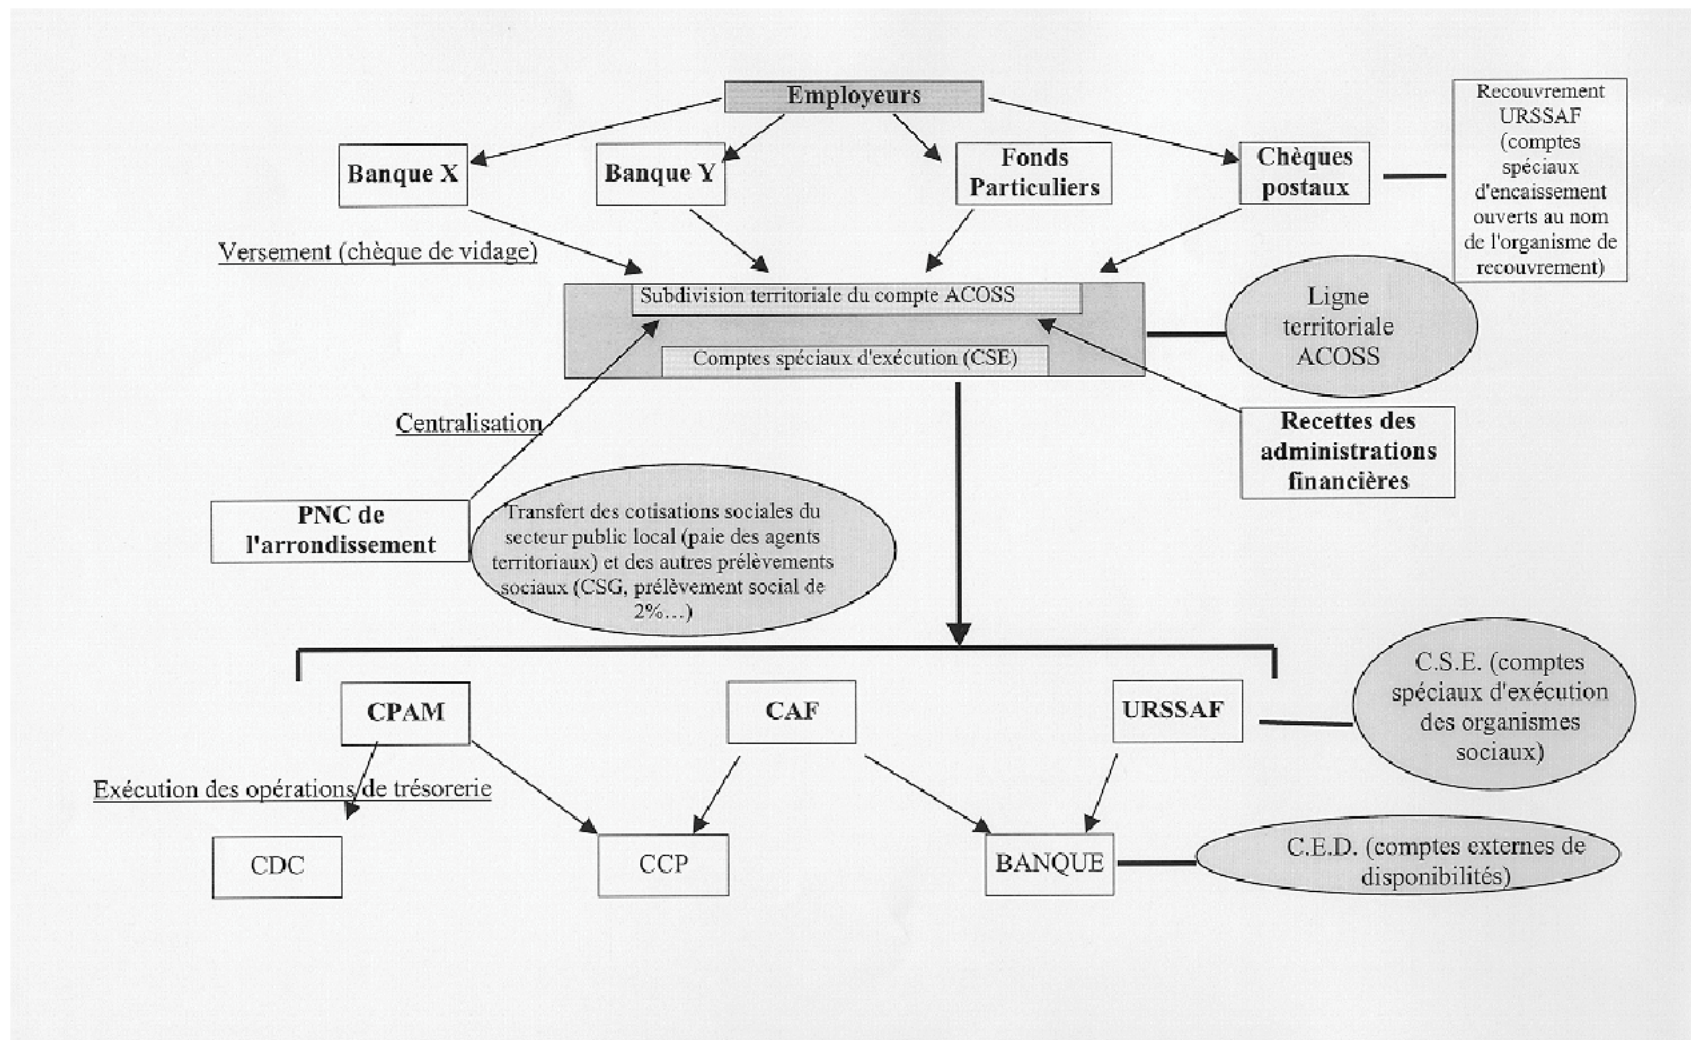 Employeurs
Banque X
Banque Y
Fonds
Particuliers
Chèques
postaux
Recouvrement
URSSAF
(comptes
spéciaux
d'encaissement
ouverts au nom
de l'organisme de
recouvrement)
Versement (chèque de vidage)
Subdivision territoriale du compte ACOSS
Comptes spéciaux d'exécution (CSE)
Ligne
territoriale
ACOSS
Centralisation
Recettes des
administrations
financières
PNC de
l'arrondissement
Transfert des cotisations sociales du
secteur public local (paie des agents
territoriaux) et des autres prélèvements
sociaux (CSG, prélèvement social de
2%…)
CPAM
CAF
URSSAF
C.S.E. (comptes
spéciaux d'exécution
des organismes
sociaux)
Exécution des opérations de trésorerie
CDC
CCP
BANQUE
C.E.D. (comptes externes de
disponibilités)